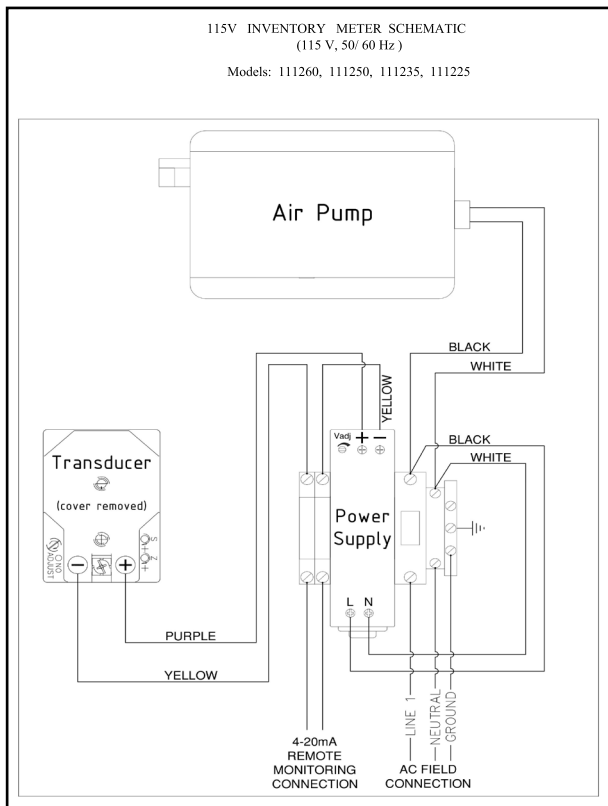 115V INVENTORY METER SCHEMATIC
(115 V, 50/ 60 Hz )
Models: 111260, 111250, 111235, 111225
Air Pump
BLACK
WHITE
YELLOW
BLACK
WHITE
Vadj + −
Transducer
(cover removed)
Power
Supply
S Z
ADJUST
− +
L N
PURPLE
YELLOW
LINE 1
NEUTRAL
GROUND
4-20mA
REMOTE
MONITORING
CONNECTION
AC FIELD
CONNECTION